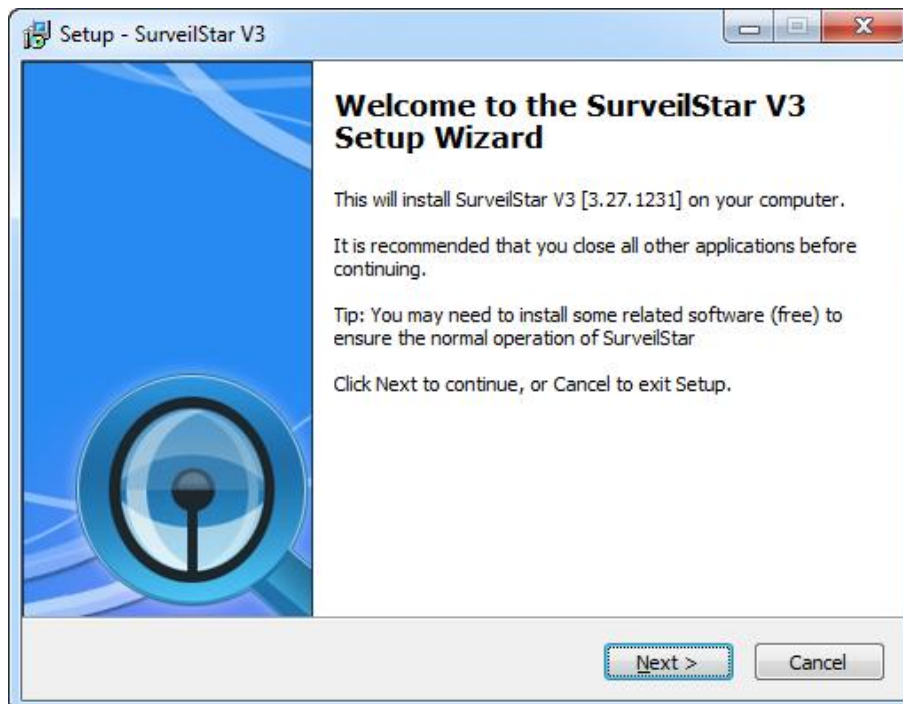 Setup - SurveilStar V3
Welcome to the SurveilStar V3
Setup Wizard
This will install SurveilStar V3 [3.27.1231] on your computer.
It is recommended that you close all other applications before
continuing.
Tip: You may need to install some related software (free) to
ensure the normal operation of SurveilStar
Click Next to continue, or Cancel to exit Setup.
Next >
Cancel